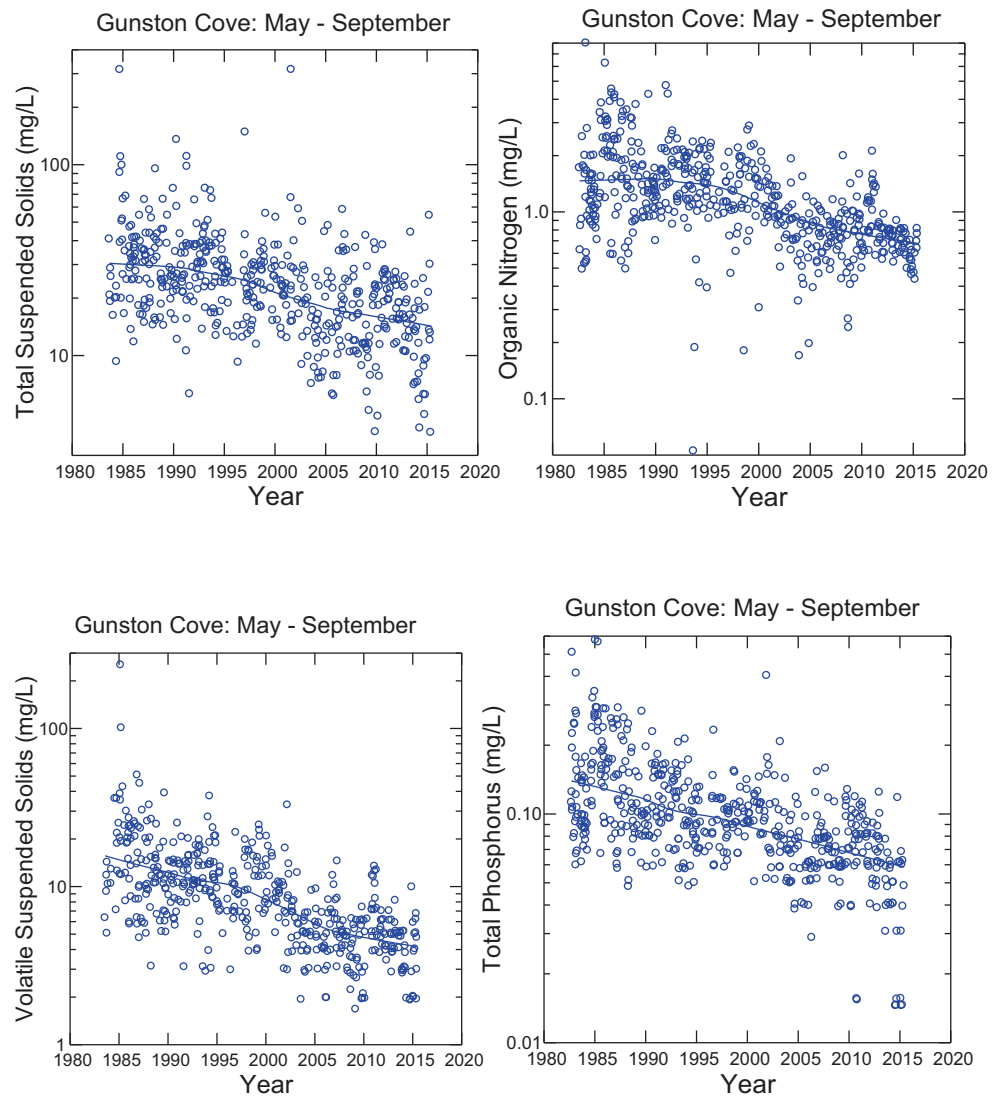 Gunston Cove: May - September
Total Suspended Solids (mg/L)
100
10
1980 1985 1990 1995 2000 2005 2010 2015 2020
Year
Gunston Cove: May - September
Organic Nitrogen (mg/L)
1.0
0.1
1980 1985 1990 1995 2000 2005 2010 2015 2020
Year
Gunston Cove: May - September
Volatile Suspended Solids (mg/L)
100
10
1
1980 1985 1990 1995 2000 2005 2010 2015 2020
Year
Gunston Cove: May - September
Total Phosphorus (mg/L)
0.10
0.01
1980 1985 1990 1995 2000 2005 2010 2015 2020
Year